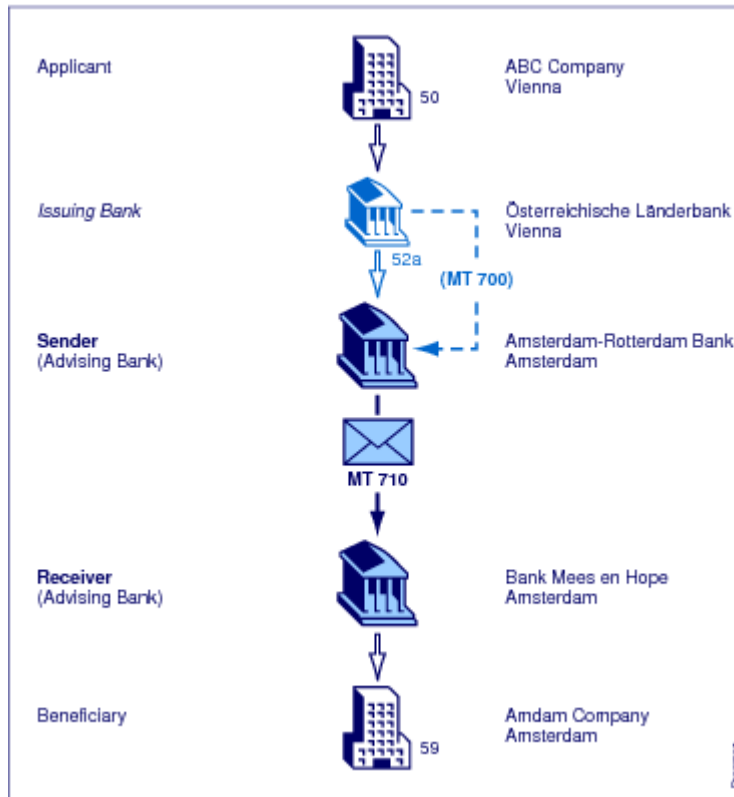 Applicant
50
ABC Company
Vienna
Issuing Bank
52a
Österreichische Länderbank
Vienna
(MT 700)
Sender
(Advising Bank)
Amsterdam-Rotterdam Bank
Amsterdam
MT 710
Receiver
(Advising Bank)
Bank Mees en Hope
Amsterdam
Beneficiary
59
Amdam Company
Amsterdam